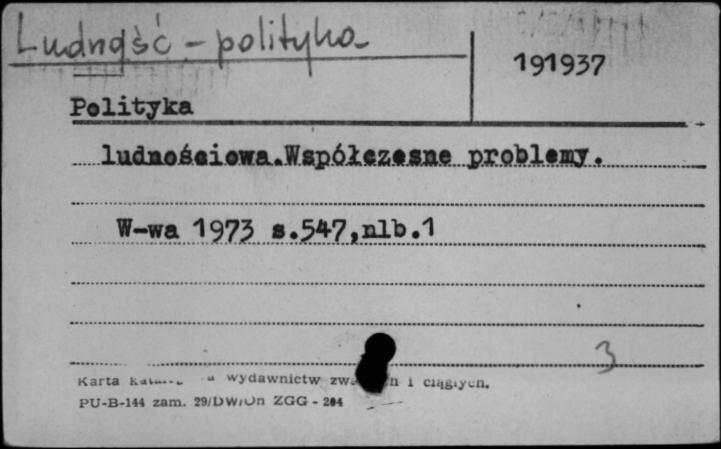 Ludność - polityka
191937
Polityka
ludnościowa.Współczesne problemy.
W-wa 1973 s.547,nlb.1
3
Karta wydawnictw i ciągłych.
PU-B-144 zam. 29/DW/Dn ZGG - 204